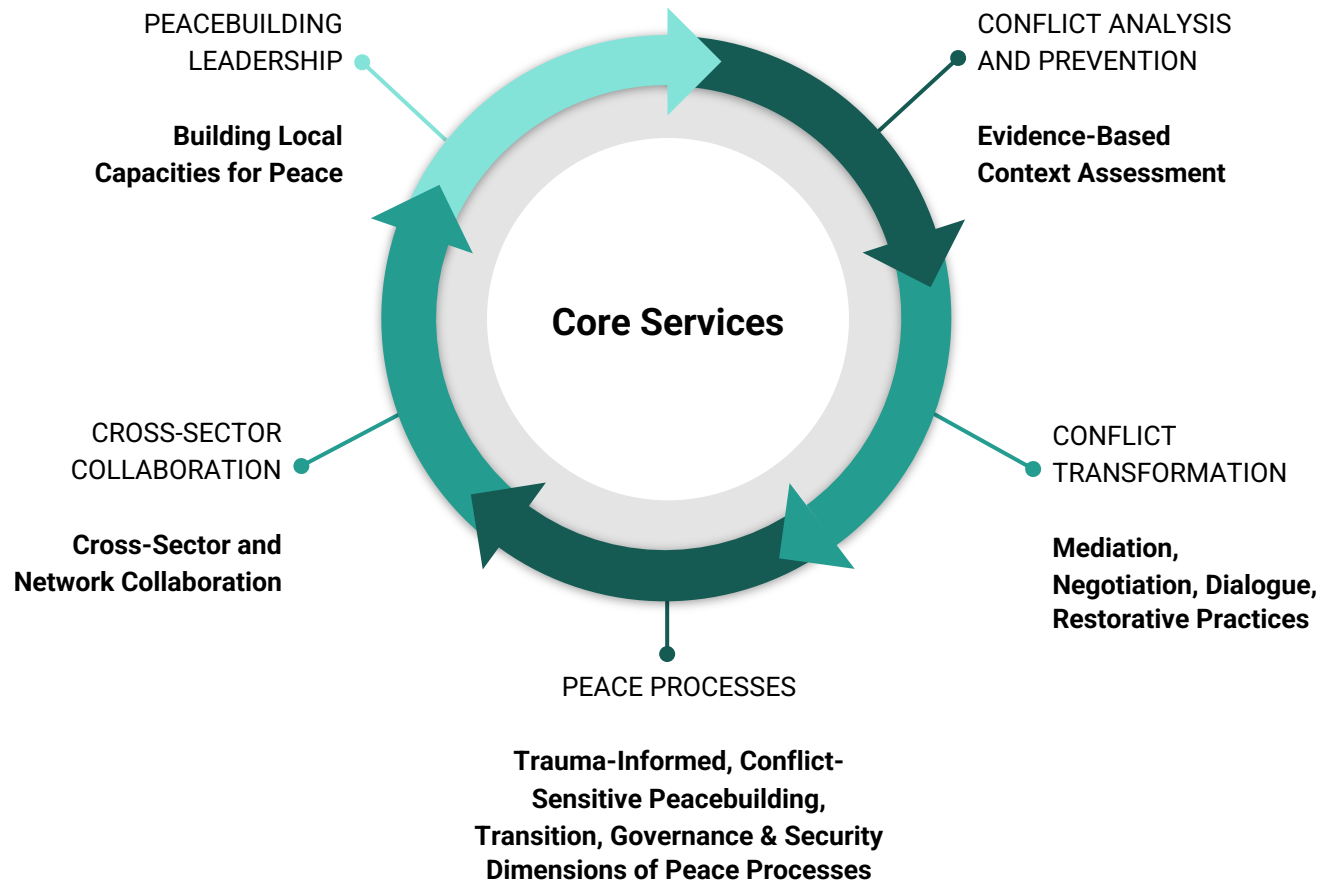 PEACEBUILDING
LEADERSHIP
Building Local
Capacities for Peace
CONFLICT ANALYSIS
AND PREVENTION
Evidence-Based
Context Assessment
Core Services
CROSS-SECTOR
COLLABORATION
Cross-Sector and
Network Collaboration
CONFLICT
TRANSFORMATION
Mediation,
Negotiation, Dialogue,
Restorative Practices
PEACE PROCESSES
Trauma-Informed, Conflict-
Sensitive Peacebuilding,
Transition, Governance & Security
Dimensions of Peace Processes